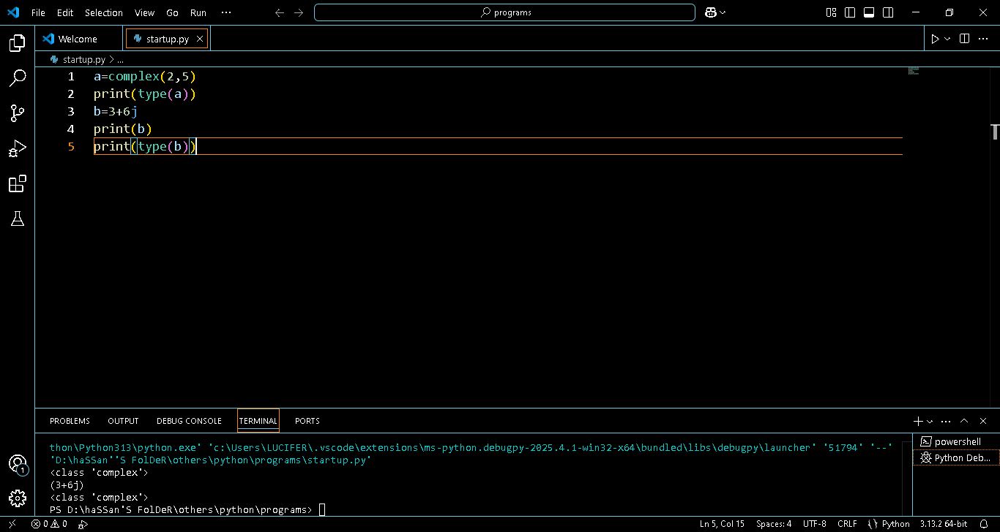 File Edit Selection View Go Run ···
programs
Welcome startup.py
startup.py > ...
1 a=complex(2,5)
2 print(type(a))
3 b=3+6j
4 print(b)
5 print(type(b))
PROBLEMS OUTPUT DEBUG CONSOLE TERMINAL PORTS
thon\Python313\python.exe' 'c:\Users\LUCIFER\.vscode\extensions\ms-python.debugpy-2025.4.1-win32-x64\bundled\libs\debugpy\launcher' '51794' '--'
'D:\haSSan''S FolDeR\others\python\programs\startup.py'
<class 'complex'>
(3+6j)
<class 'complex'>
PS D:\haSSan'S FolDeR\others\python\programs>
powershell
Python Deb...
1
0 0 Ln 5, Col 15 Spaces: 4 UTF-8 CRLF Python 3.13.2 64-bit